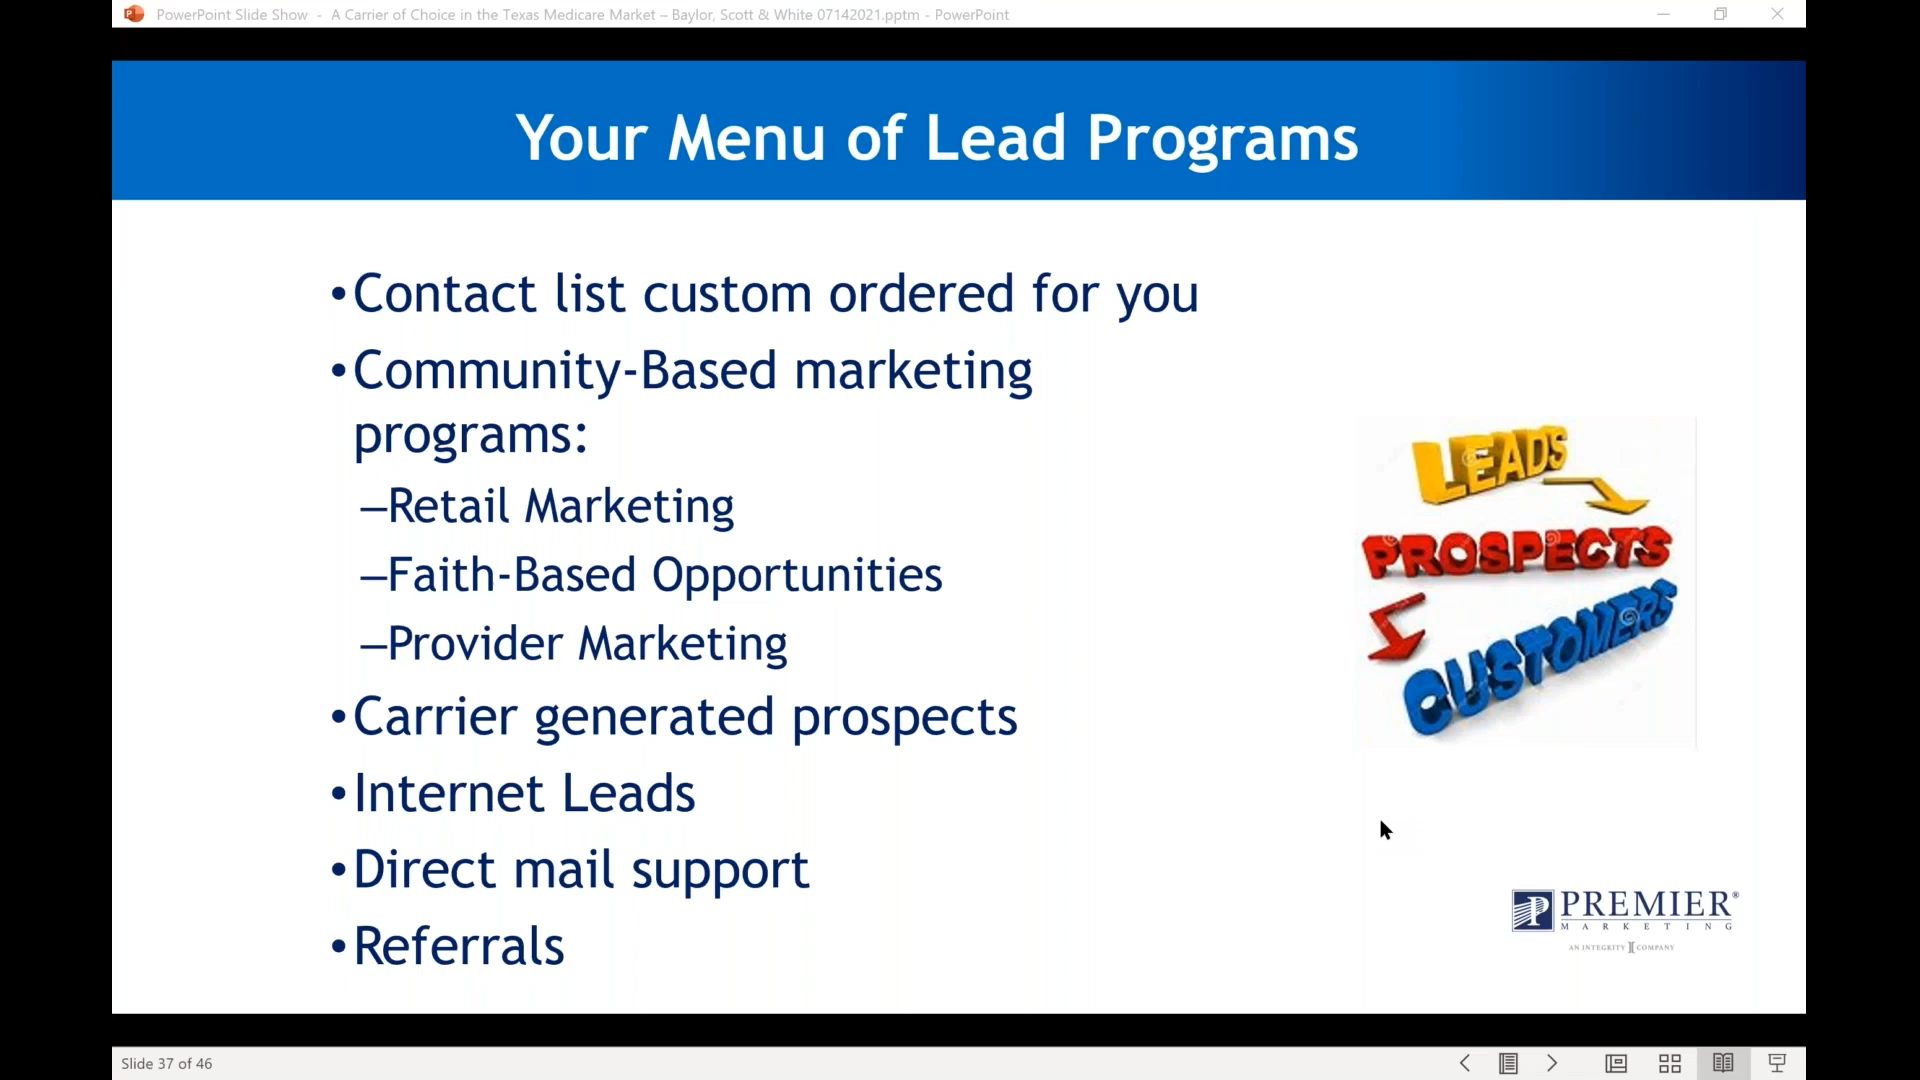 PowerPoint Slide Show - A Carrier of Choice in the Texas Medicare Market – Baylor, Scott & White 07142021.pptm - PowerPoint
Your Menu of Lead Programs
•Contact list custom ordered for you
•Community-Based marketing
programs:
–Retail Marketing
–Faith-Based Opportunities
–Provider Marketing
•Carrier generated prospects
•Internet Leads
•Direct mail support
•Referrals
LEADS
PROSPECTS
CUSTOMERS
P PREMIER®
MARKETING
AN INTEGRITY COMPANY
Slide 37 of 46